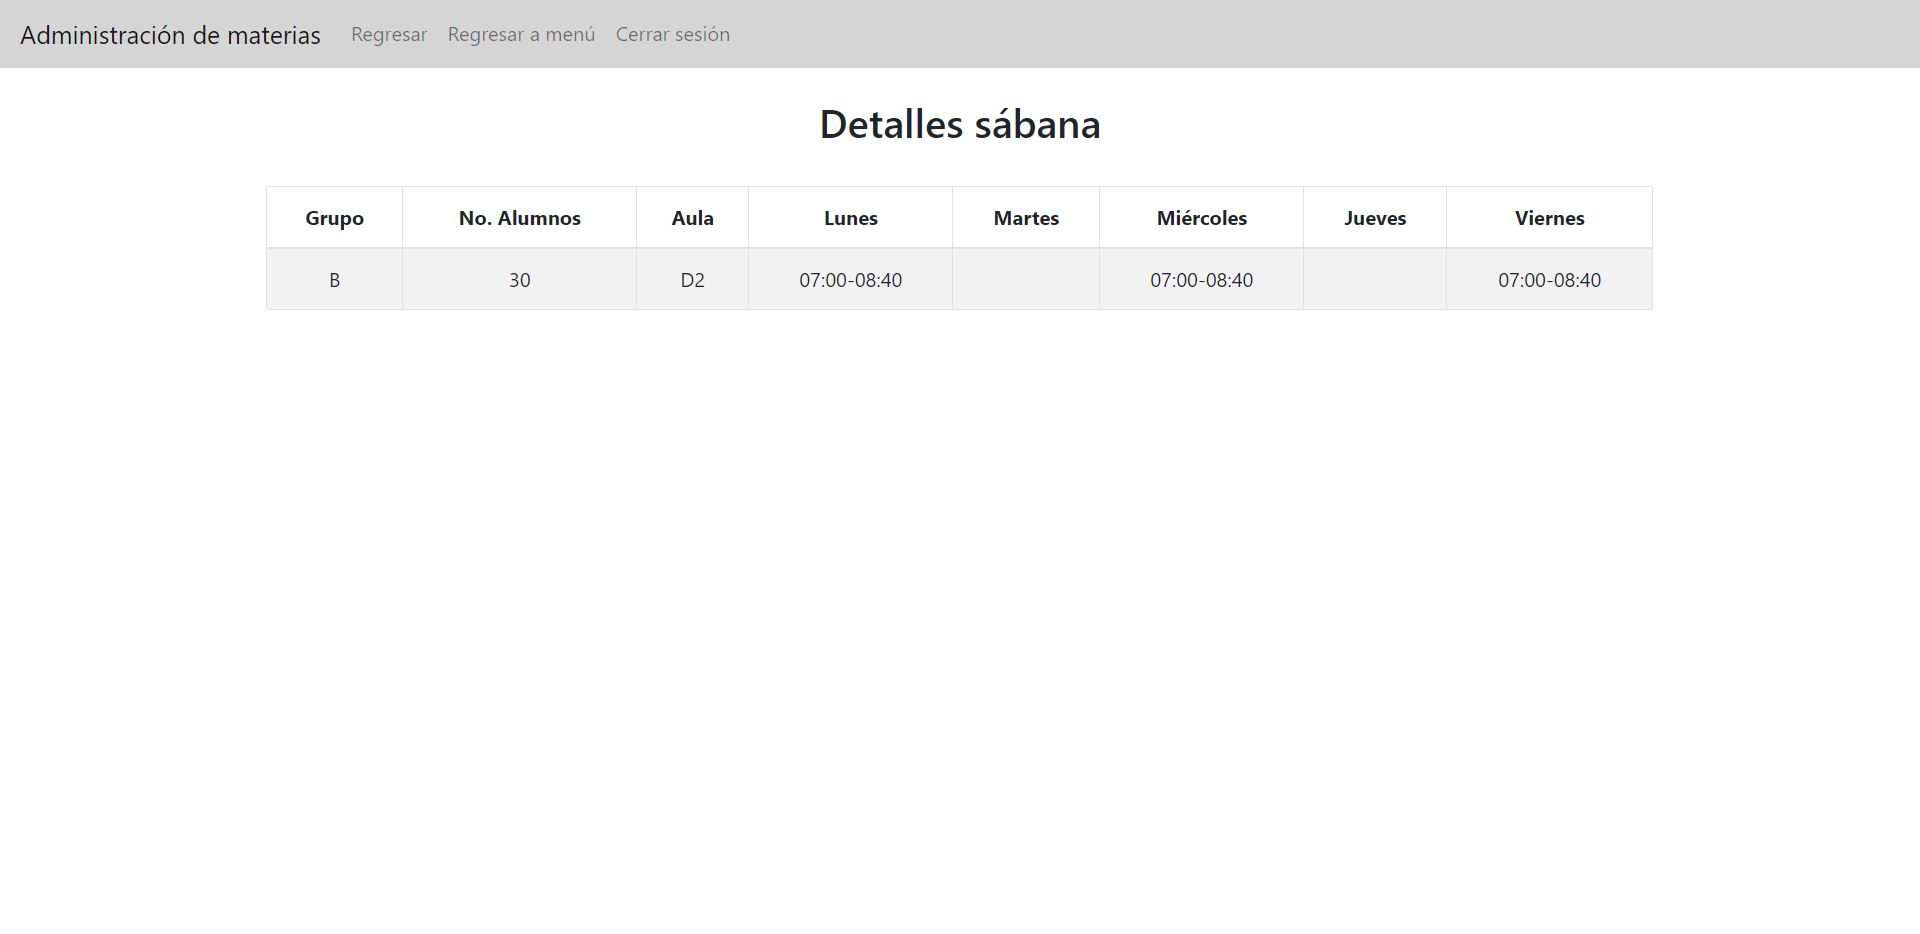 Administración de materias Regresar Regresar a menú Cerrar sesión
Detalles sábana
Grupo No. Alumnos Aula Lunes Martes Miércoles Jueves Viernes
B 30 D2 07:00-08:40 07:00-08:40 07:00-08:40